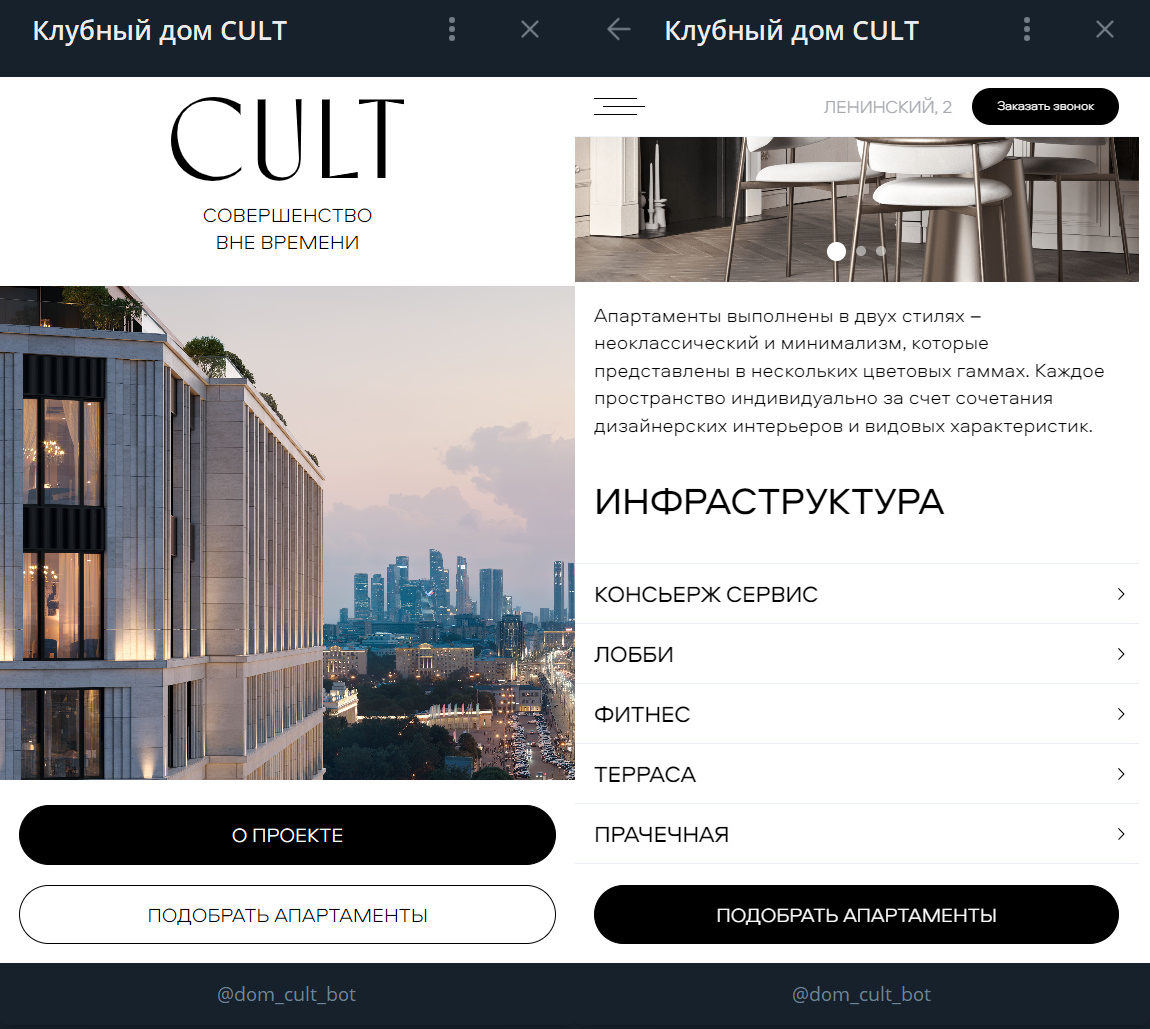 Клубный дом CULT
CULT
СОВЕРШЕНСТВО
ВНЕ ВРЕМЕНИ
О ПРОЕКТЕ
ПОДОБРАТЬ АПАРТАМЕНТЫ
@dom_cult_bot
Клубный дом CULT
ЛЕНИНСКИЙ, 2
Заказать звонок
Апартаменты выполнены в двух стилях –
неоклассический и минимализм, которые
представлены в нескольких цветовых гаммах. Каждое
пространство индивидуально за счет сочетания
дизайнерских интерьеров и видовых характеристик.
ИНФРАСТРУКТУРА
КОНСЬЕРЖ СЕРВИС
ЛОББИ
ФИТНЕС
ТЕРРАСА
ПРАЧЕЧНАЯ
ПОДОБРАТЬ АПАРТАМЕНТЫ
@dom_cult_bot